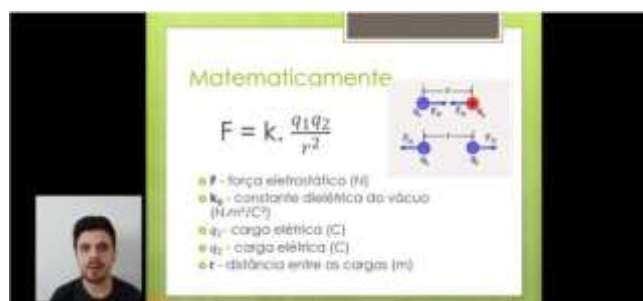 Matematicamente
F = k. q₁q₂ / r²
F - força eletrostática (N)
k₀ - constante dielétrica do vácuo
(N.m²/C²)
q₁ - carga elétrica (C)
q₂ - carga elétrica (C)
r - distância entre as cargas (m)